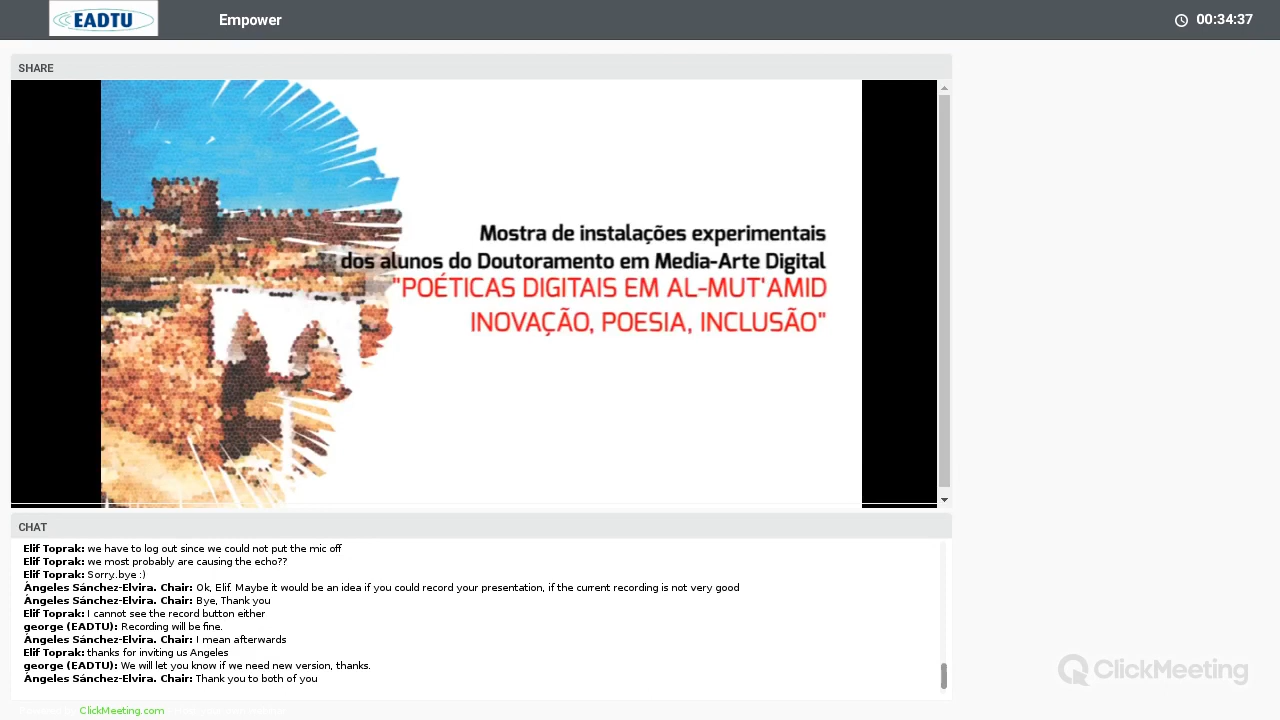 EADTU
Empower
00:34:37
SHARE
Mostra de instalações experimentais
dos alunos do Doutoramento em Media-Arte Digital
"POÉTICAS DIGITAIS EM AL-MUT'AMID
INOVAÇÃO, POESIA, INCLUSÃO"
CHAT
Elif Toprak: we have to log out since we could not put the mic off
Elif Toprak: we most probably are causing the echo??
Elif Toprak: Sorry..bye :)
Ángeles Sánchez-Elvira. Chair: Ok, Elif. Maybe it would be an idea if you could record your presentation, if the current recording is not very good
Ángeles Sánchez-Elvira. Chair: Bye, Thank you
Elif Toprak: I cannot see the record button either
george (EADTU): Recording will be fine.
Ángeles Sánchez-Elvira. Chair: I mean afterwards
Elif Toprak: thanks for inviting us Angeles
george (EADTU): We will let you know if we need new version, thanks.
Ángeles Sánchez-Elvira. Chair: Thank you to both of you
ClickMeeting
ClickMeeting.com